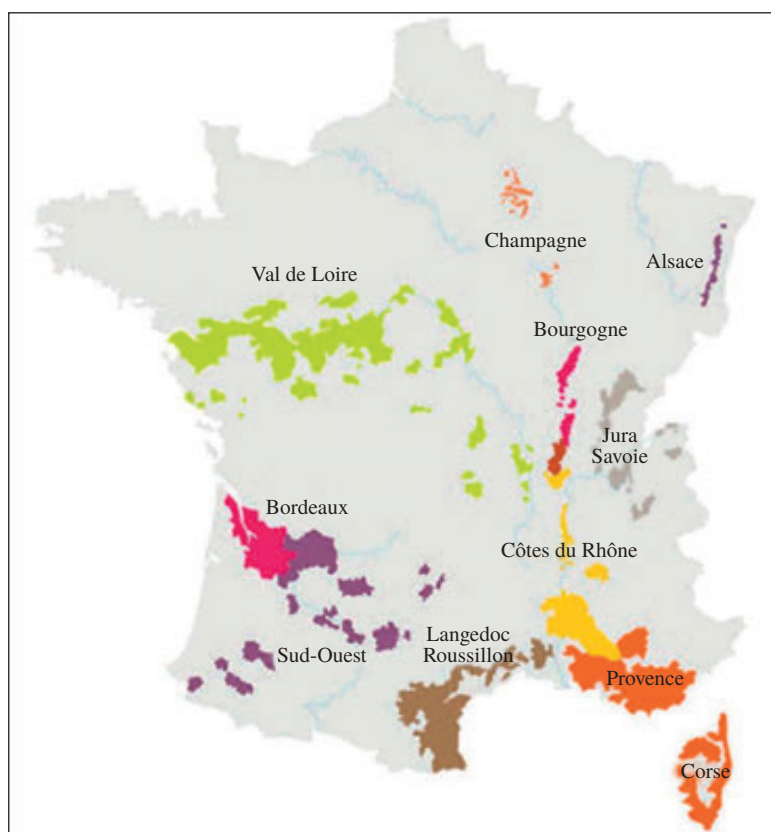 Champagne
Alsace
Val de Loire
Bourgogne
Jura
Savoie
Bordeaux
Côtes du Rhône
Langedoc
Roussillon
Sud-Ouest
Provence
Corse